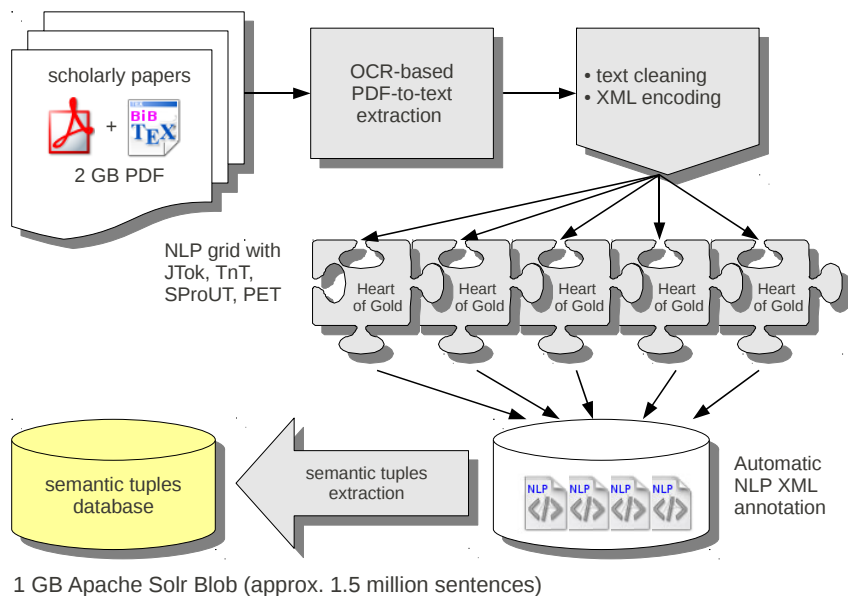 scholarly papers
+
BiB
TEX
2 GB PDF
OCR-based
PDF-to-text
extraction
• text cleaning
• XML encoding
NLP grid with
JTok, TnT,
SProUT, PET
Heart
of Gold
Heart
of Gold
Heart
of Gold
Heart
of Gold
Heart
of Gold
semantic tuples
database
semantic tuples
extraction
NLP
</>
NLP
</>
NLP
</>
NLP
</>
Automatic
NLP XML
annotation
1 GB Apache Solr Blob (approx. 1.5 million sentences)